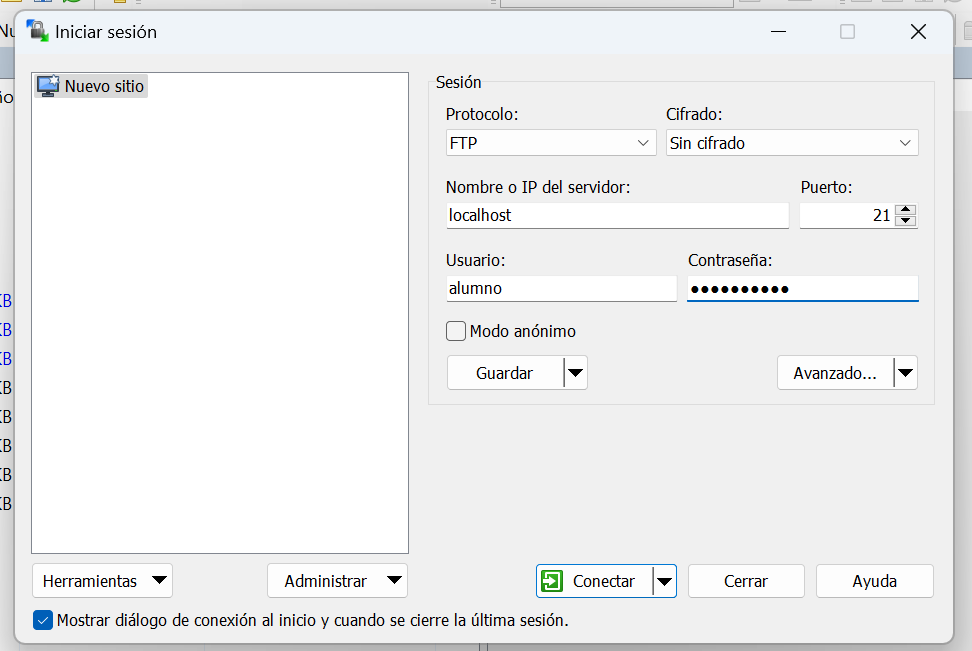 Iniciar sesión
Nuevo sitio
Sesión
Protocolo: Cifrado:
FTP Sin cifrado
Nombre o IP del servidor: Puerto:
localhost 21
Usuario: Contraseña:
alumno ●●●●●●●●●●
Modo anónimo
Guardar Avanzado...
Herramientas Administrar Conectar Cerrar Ayuda
Mostrar diálogo de conexión al inicio y cuando se cierre la última sesión.